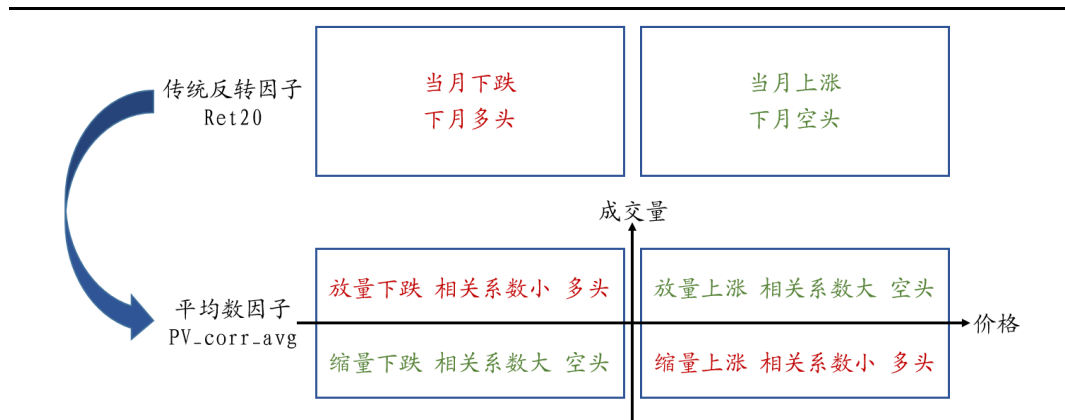 传统反转因子
Ret20
当月下跌
下月多头
当月上涨
下月空头
成交量
平均数因子
PV_corr_avg
放量下跌 相关系数小 多头
放量上涨 相关系数大 空头
价格
缩量下跌 相关系数大 空头
缩量上涨 相关系数小 多头